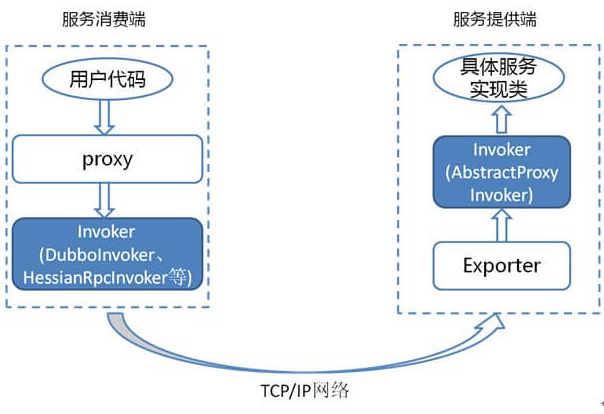 服务消费端
用户代码
proxy
Invoker
(DubboInvoker、
HessianRpcInvoker等)
服务提供端
具体服务
实现类
Invoker
(AbstractProxy
Invoker)
Exporter
TCP/IP网络